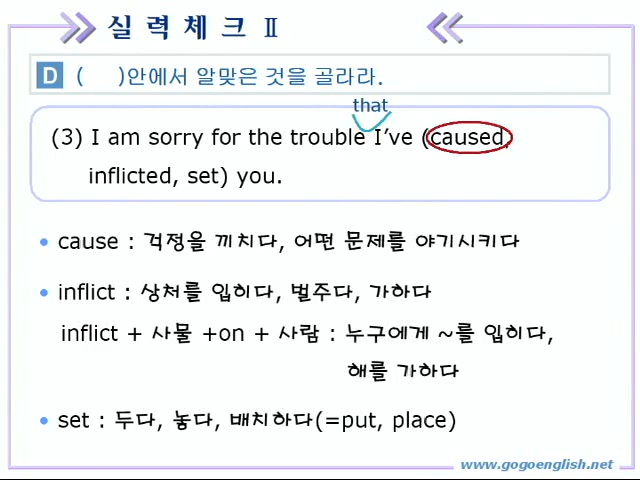 실 력 체 크 Ⅱ
D (     )안에서 알맞은 것을 골라라.
that
(3) I am sorry for the trouble I’ve (caused,
inflicted, set) you.
• cause : 걱정을 끼치다, 어떤 문제를 야기시키다
• inflict : 상처를 입히다, 벌주다, 가하다
inflict + 사물 +on + 사람 : 누구에게 ~를 입히다,
해를 가하다
• set : 두다, 놓다, 배치하다(=put, place)
www.gogoenglish.net